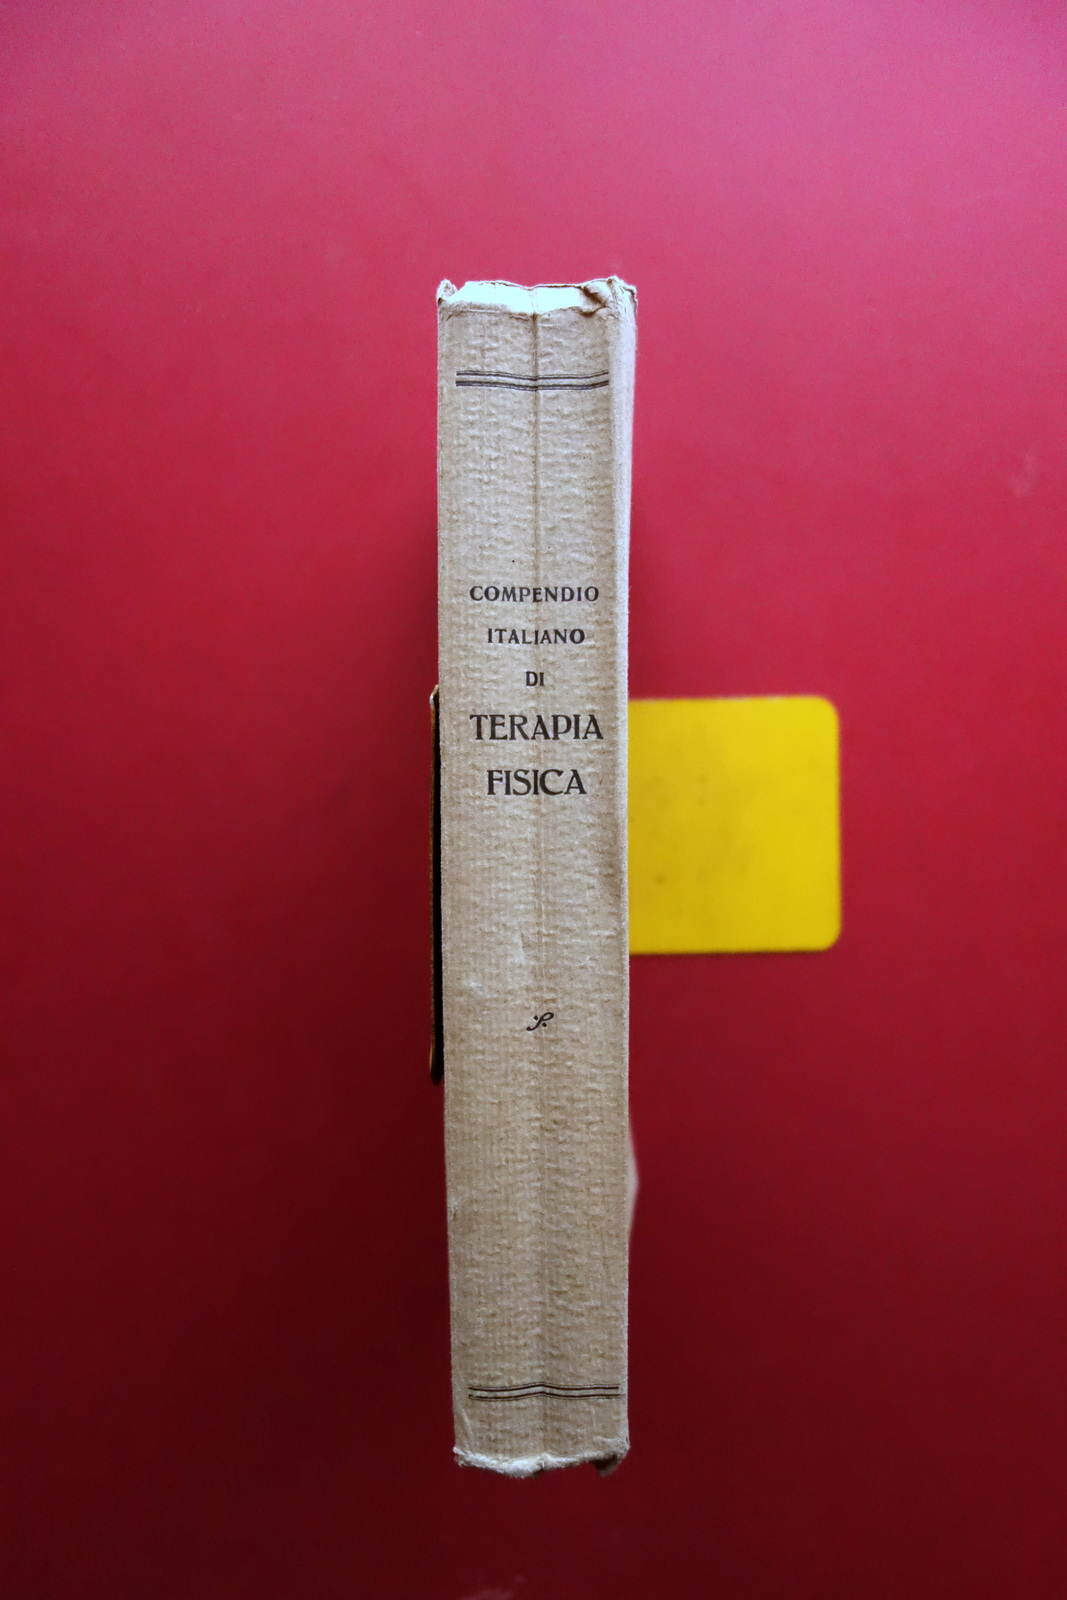 COMPENDIO
ITALIANO
DI
TERAPIA
FISICA